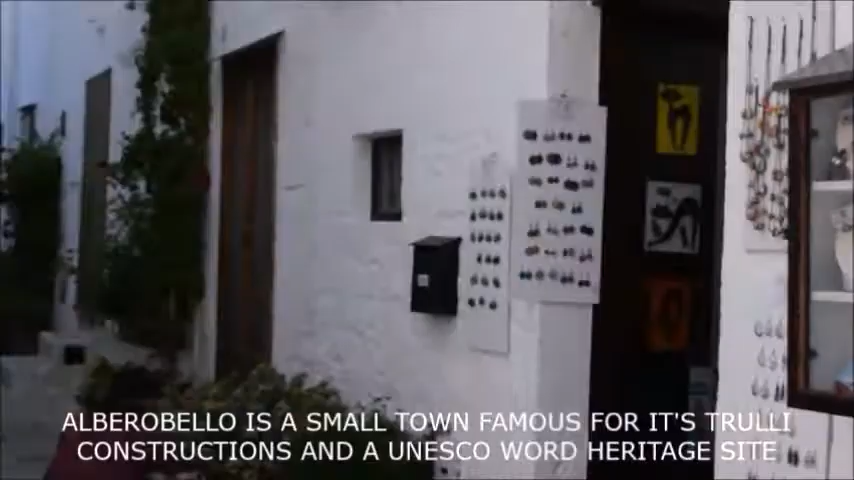 ALBEROBELLO IS A SMALL TOWN FAMOUS FOR IT'S TRULLI
CONSTRUCTIONS AND A UNESCO WORD HERITAGE SITE